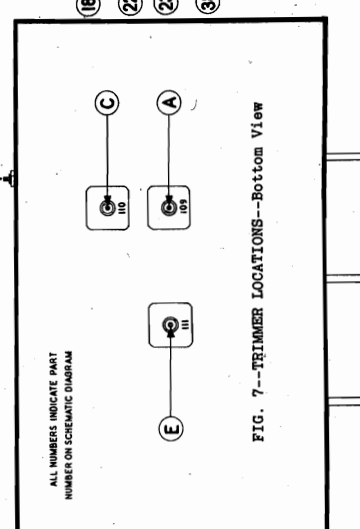 ALL NUMBERS INDICATE PART
NUMBER ON SCHEMATIC DIAGRAM
C
110
A
109
E
111
FIG. 7--TRIMMER LOCATIONS--Bottom View